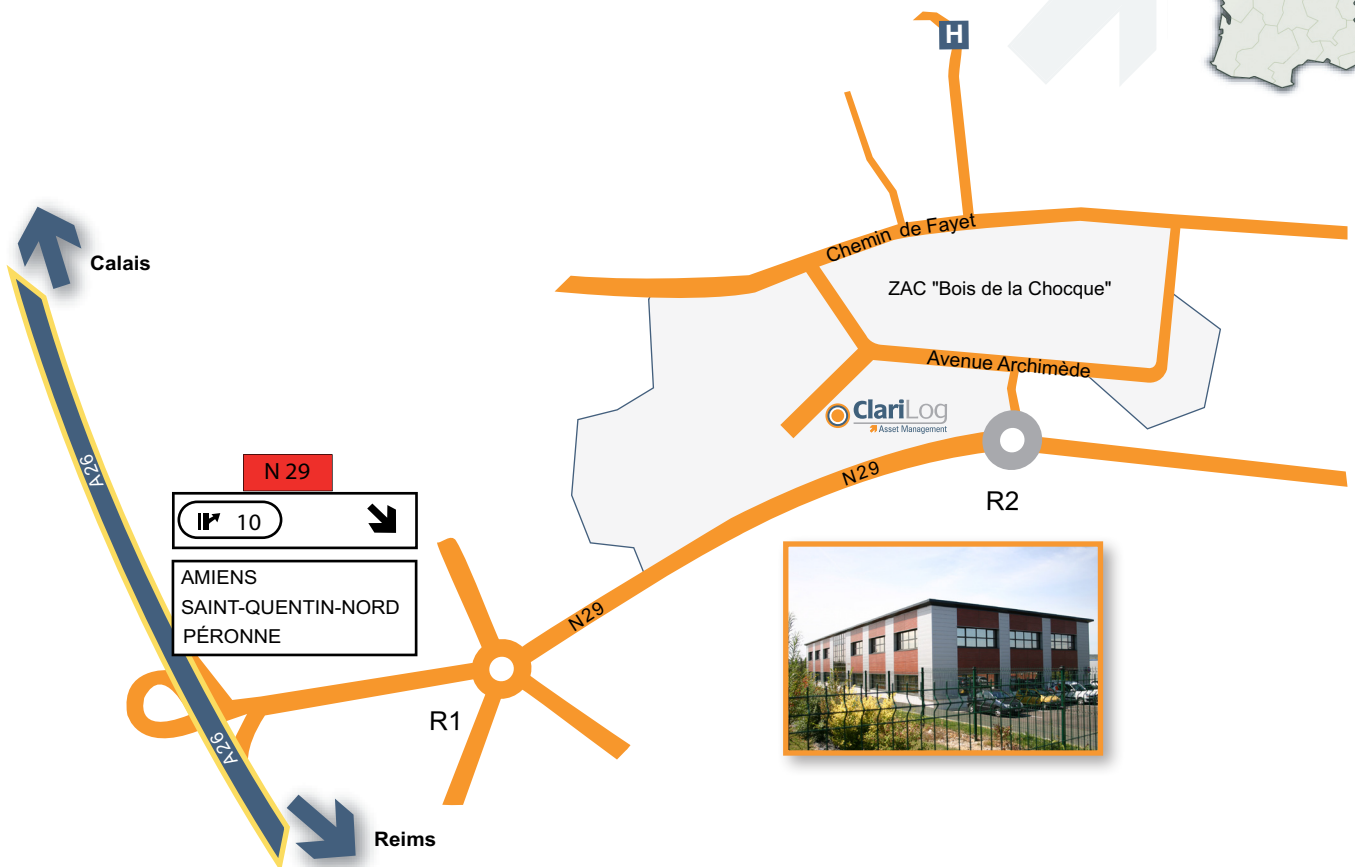 H
Chemin de Fayet
Calais
ZAC "Bois de la Chocque"
Avenue Archimède
ClariLog
Asset Management
A26
N 29
10
N29
R2
AMIENS
SAINT-QUENTIN-NORD
PÉRONNE
N29
R1
A26
Reims